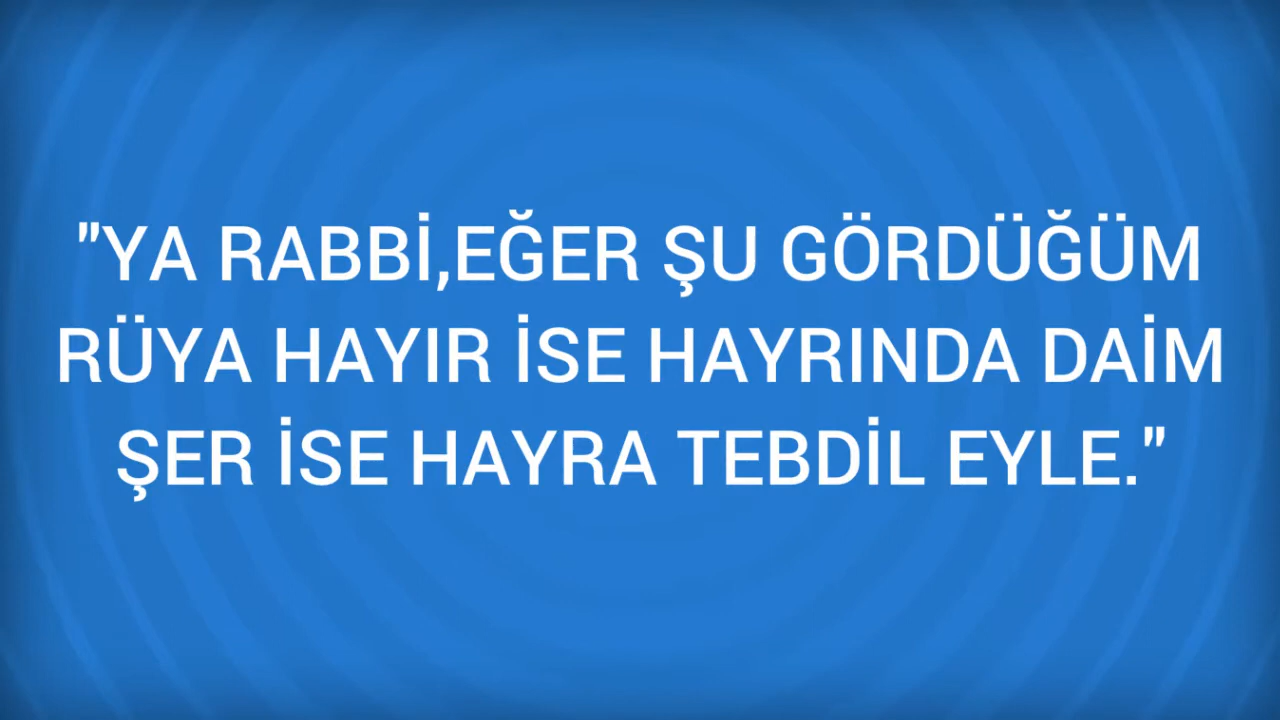 "YA RABBİ,EĞER ŞU GÖRDÜĞÜM
RÜYA HAYIR İSE HAYRINDA DAİM
ŞER İSE HAYRA TEBDİL EYLE."